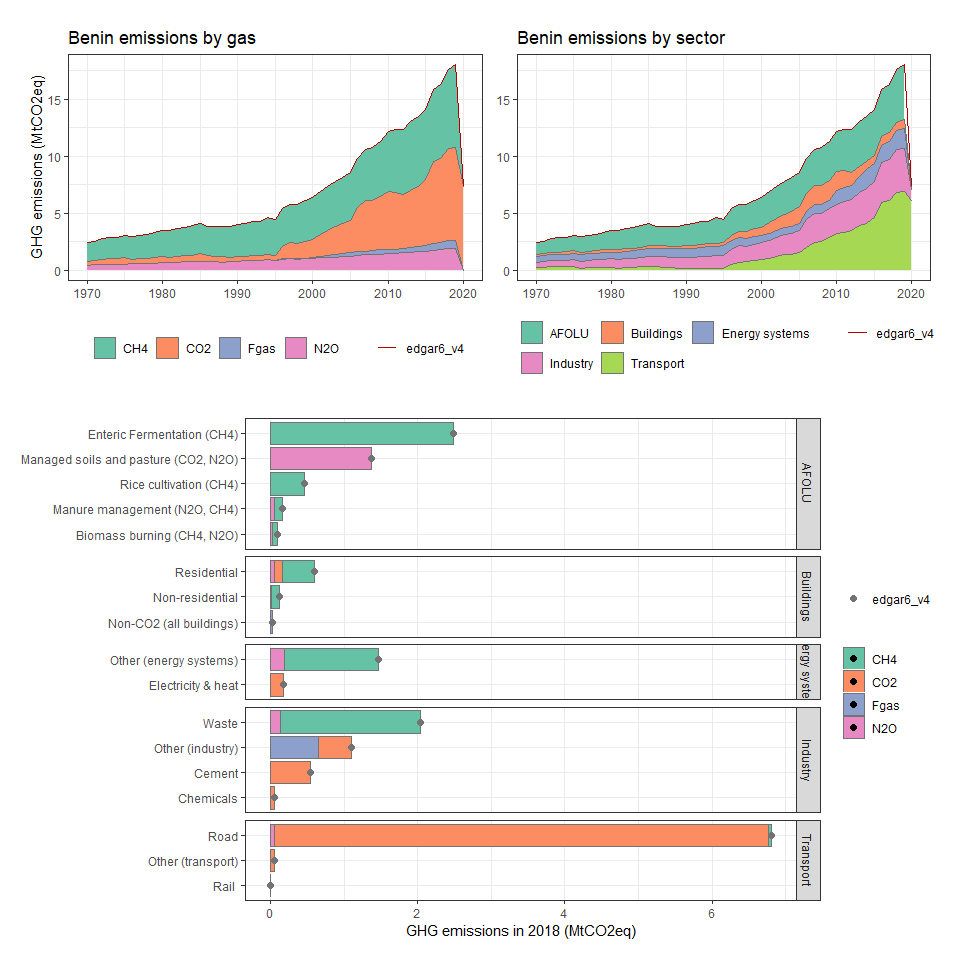 Benin emissions by gas
Benin emissions by sector
GHG emissions (MtCO2eq)
15
10
5
0
1970
1980
1990
2000
2010
2020
15
10
5
0
1970
1980
1990
2000
2010
2020
CH4
CO2
Fgas
N2O
edgar6_v4
AFOLU
Buildings
Energy systems
edgar6_v4
Industry
Transport
Enteric Fermentation (CH4)
Managed soils and pasture (CO2, N2O)
Rice cultivation (CH4)
Manure management (N2O, CH4)
Biomass burning (CH4, N2O)
AFOLU
Residential
Non-residential
Non-CO2 (all buildings)
Buildings
Other (energy systems)
Electricity & heat
ergy syste
Waste
Other (industry)
Cement
Chemicals
Industry
Road
Other (transport)
Rail
Transport
0
2
4
6
GHG emissions in 2018 (MtCO2eq)
edgar6_v4
CH4
CO2
Fgas
N2O